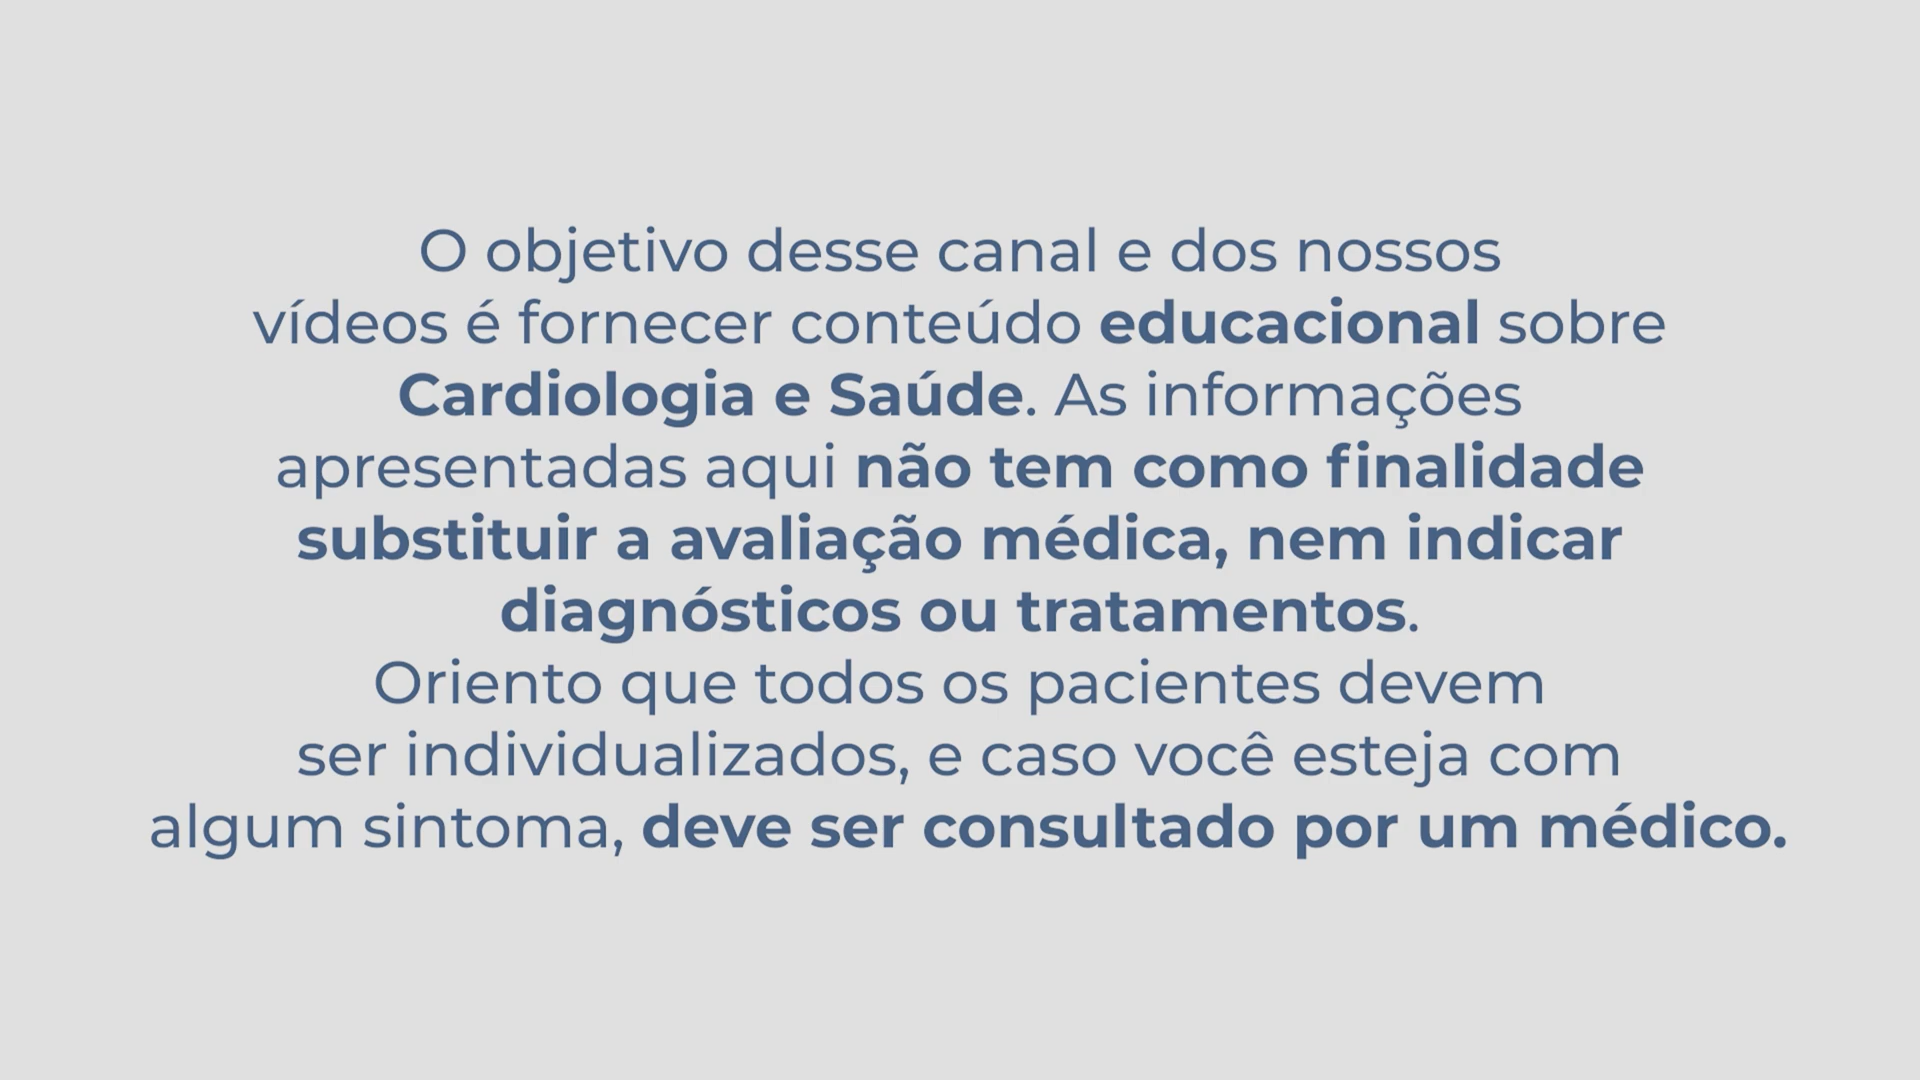 O objetivo desse canal e dos nossos
vídeos é fornecer conteúdo educacional sobre
Cardiologia e Saúde. As informações
apresentadas aqui não tem como finalidade
substituir a avaliação médica, nem indicar
diagnósticos ou tratamentos.
Oriento que todos os pacientes devem
ser individualizados, e caso você esteja com
algum sintoma, deve ser consultado por um médico.